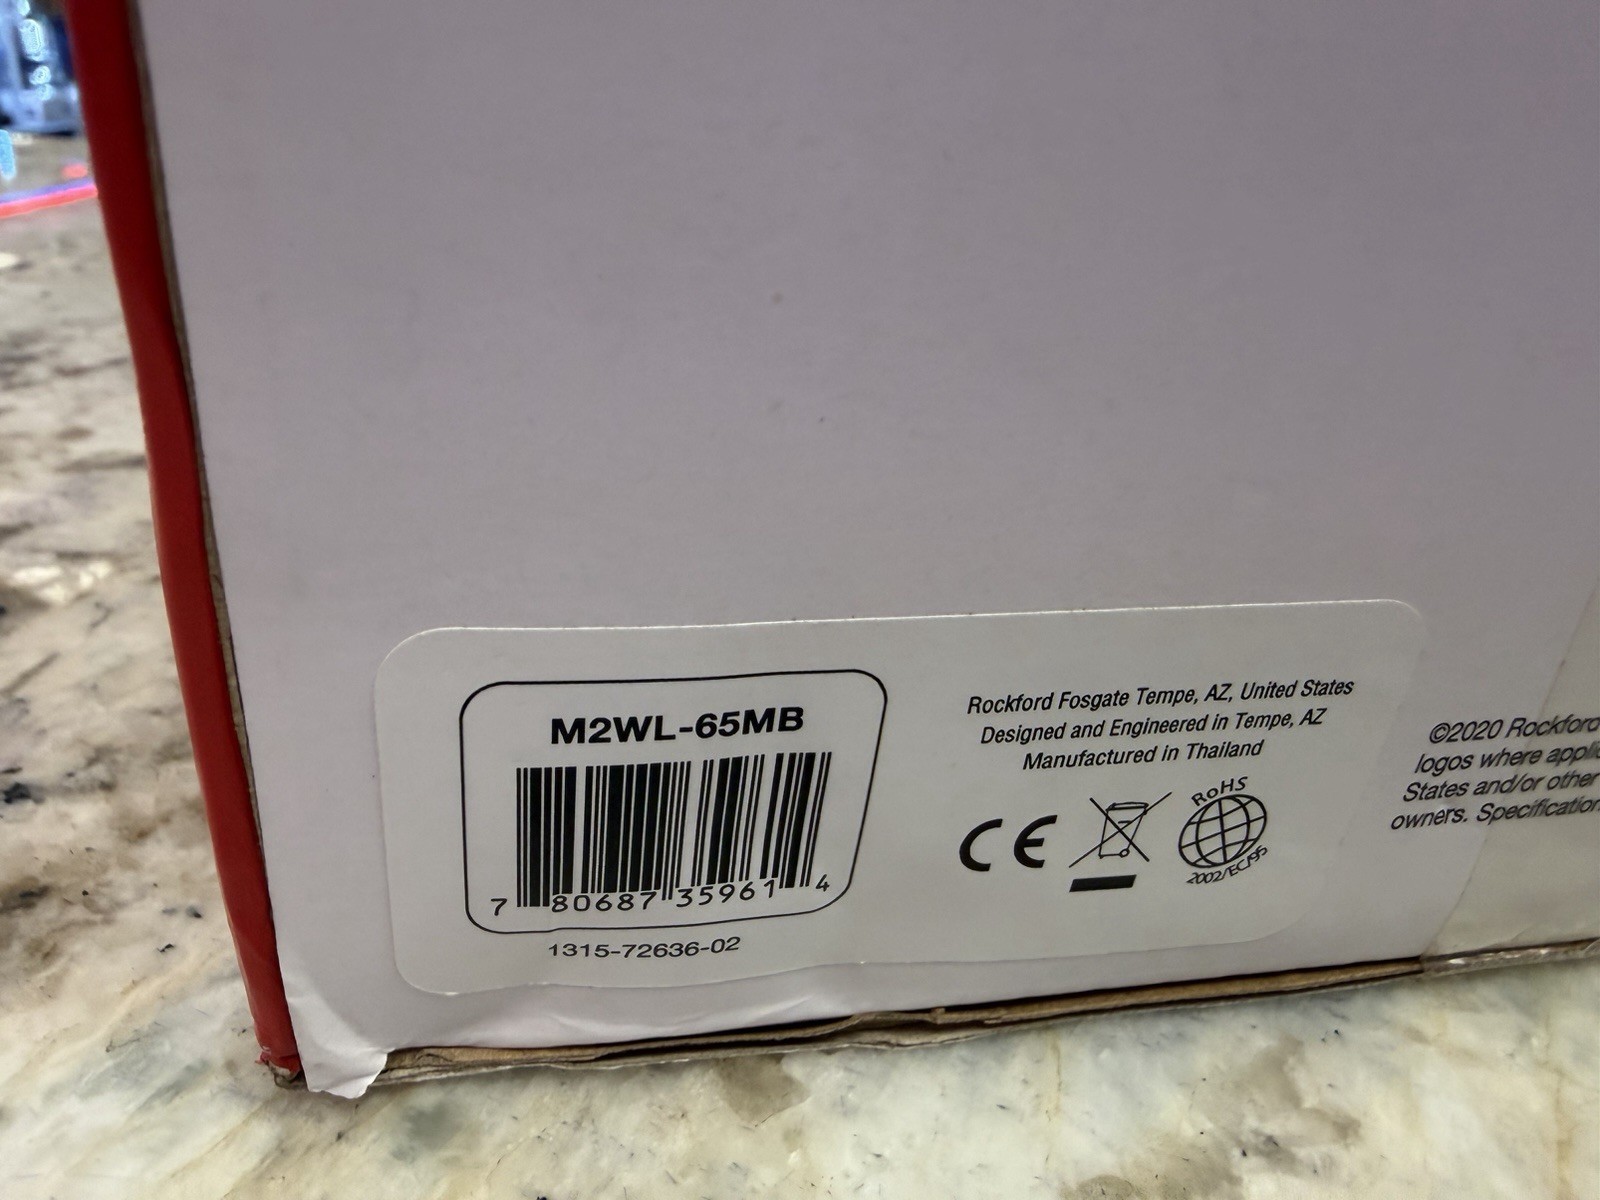 M2WL-65MB
7 80687 35961 4
1315-72636-02
Rockford Fosgate Tempe, AZ, United States
Designed and Engineered in Tempe, AZ
Manufactured in Thailand
CE
RoHS
2002/EC/95
©2020 Rockford
logos where
States and/or other
owners.